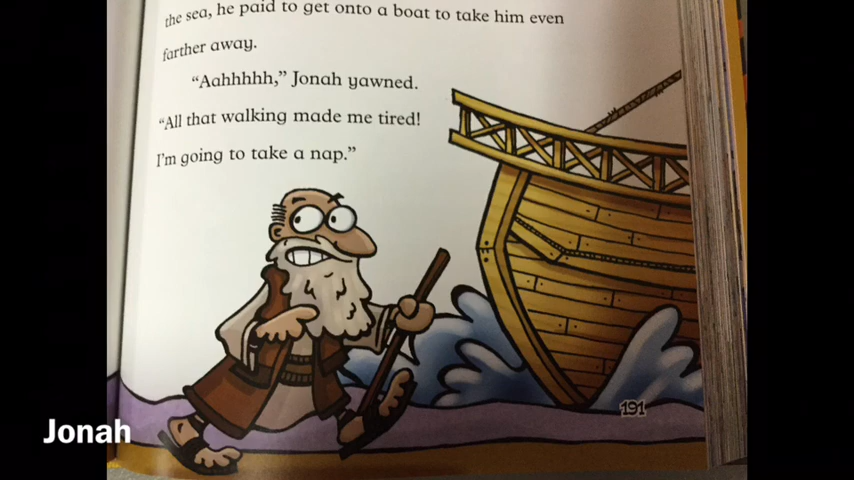 the sea, he paid to get onto a boat to take him even
farther away.
“Aahhhhh,” Jonah yawned.
“All that walking made me tired!
I’m going to take a nap.”
191
Jonah